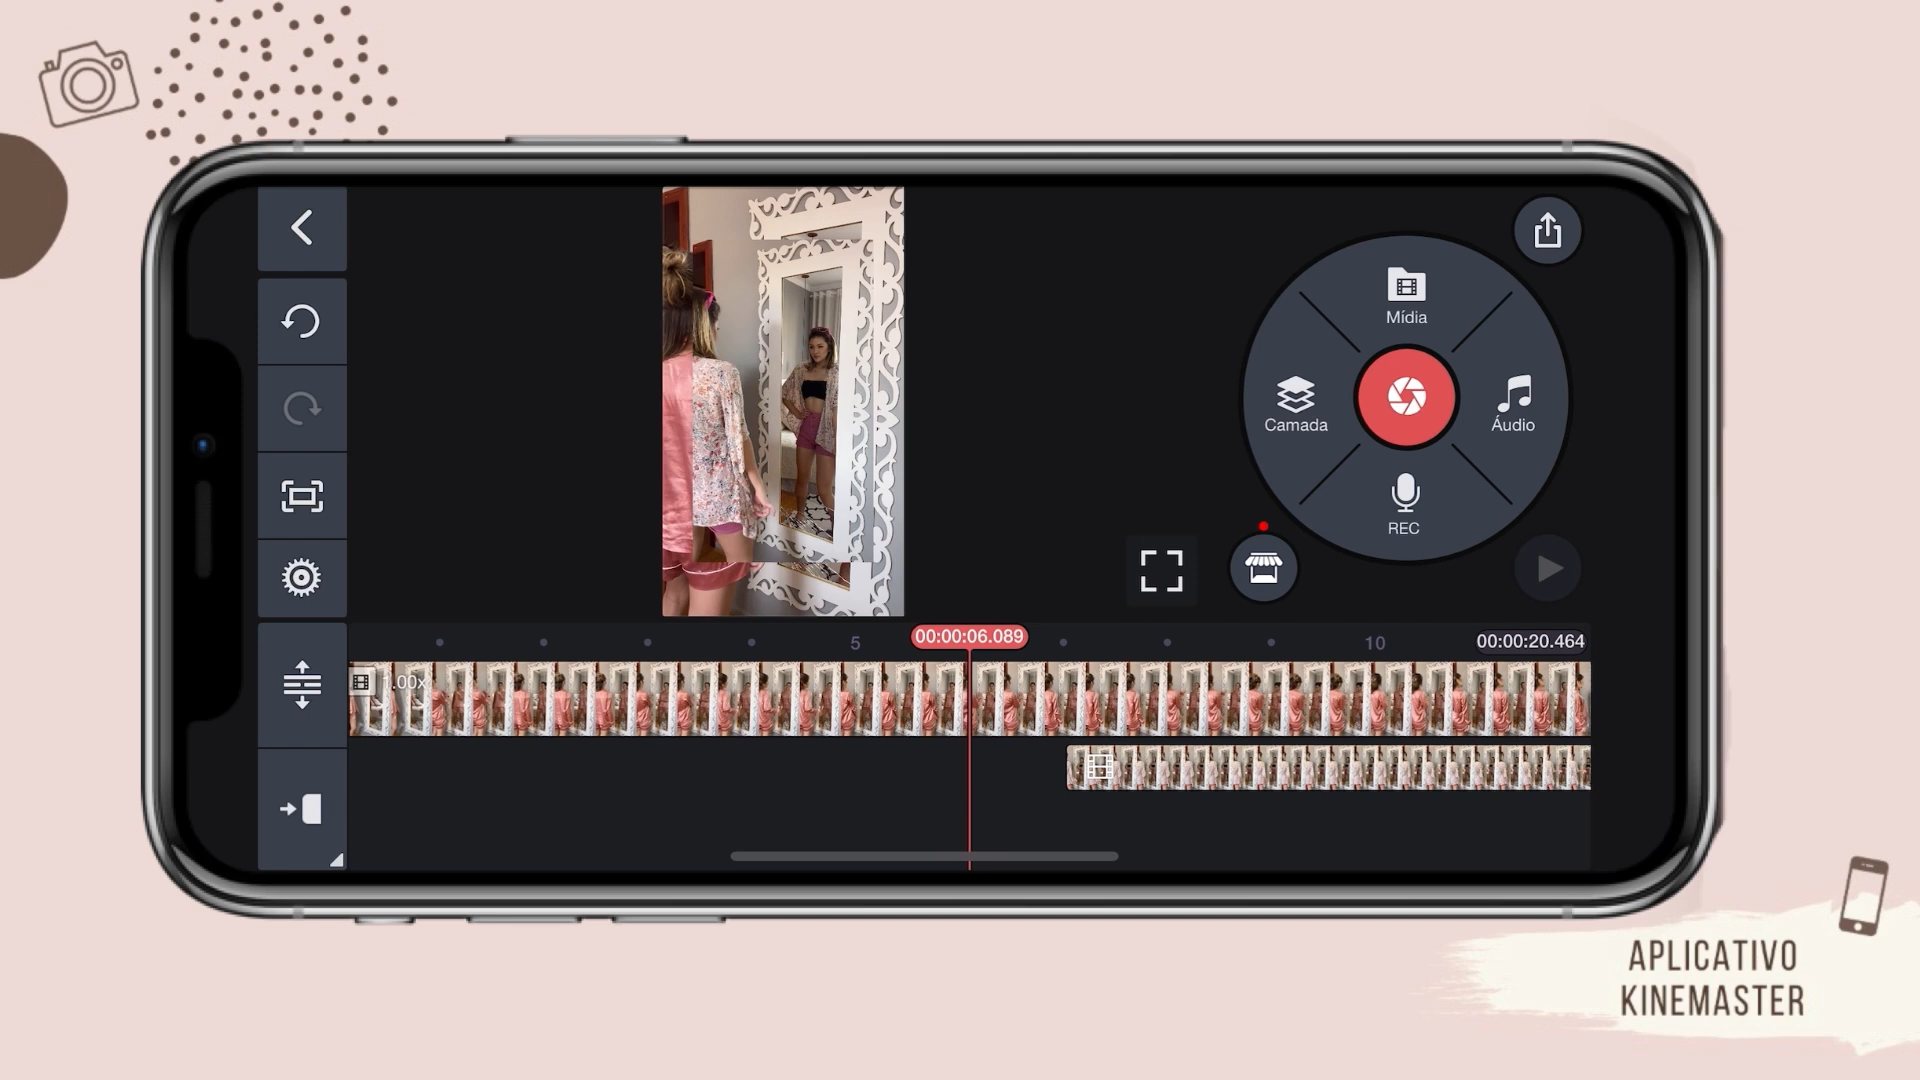 Mídia
Camada
Áudio
REC
5
00:00:06.089
10
00:00:20.464
1.00x
APLICATIVO
KINEMASTER